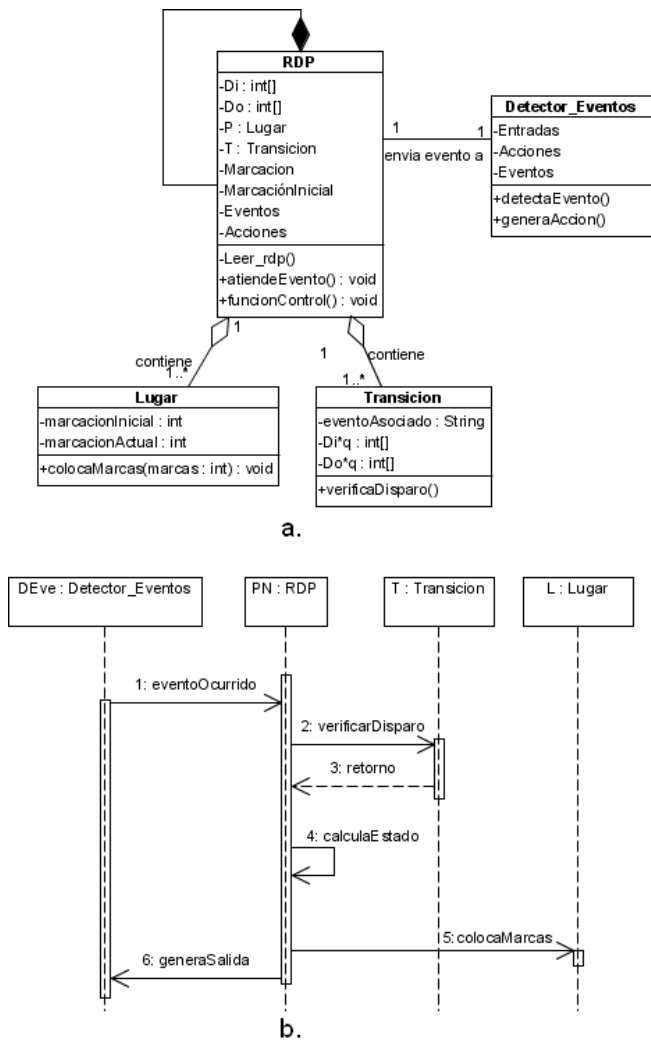 RDP
-Di : int[]
-Do : int[]
-P : Lugar
-T : Transicion
-Marcacion
-MarcaciónInicial
-Eventos
-Acciones
-Leer_rdp()
+atiendeEvento() : void
+funcionControl() : void
Detector_Eventos
-Entradas
-Acciones
-Eventos
+detectaEvento()
+generaAccion()
1
1
envia evento a
1
contiene
1..*
1
contiene
1..*
Lugar
-marcacionInicial : int
-marcacionActual : int
+colocaMarcas(marcas : int) : void
Transicion
-eventoAsociado : String
-Di*q : int[]
-Do*q : int[]
+verificaDisparo()
a.
DEve : Detector_Eventos
PN : RDP
T : Transicion
L : Lugar
1: eventoOcurrido
2: verificarDisparo
3: retorno
4: calculaEstado
5:colocaMarcas
6: generaSalida
b.